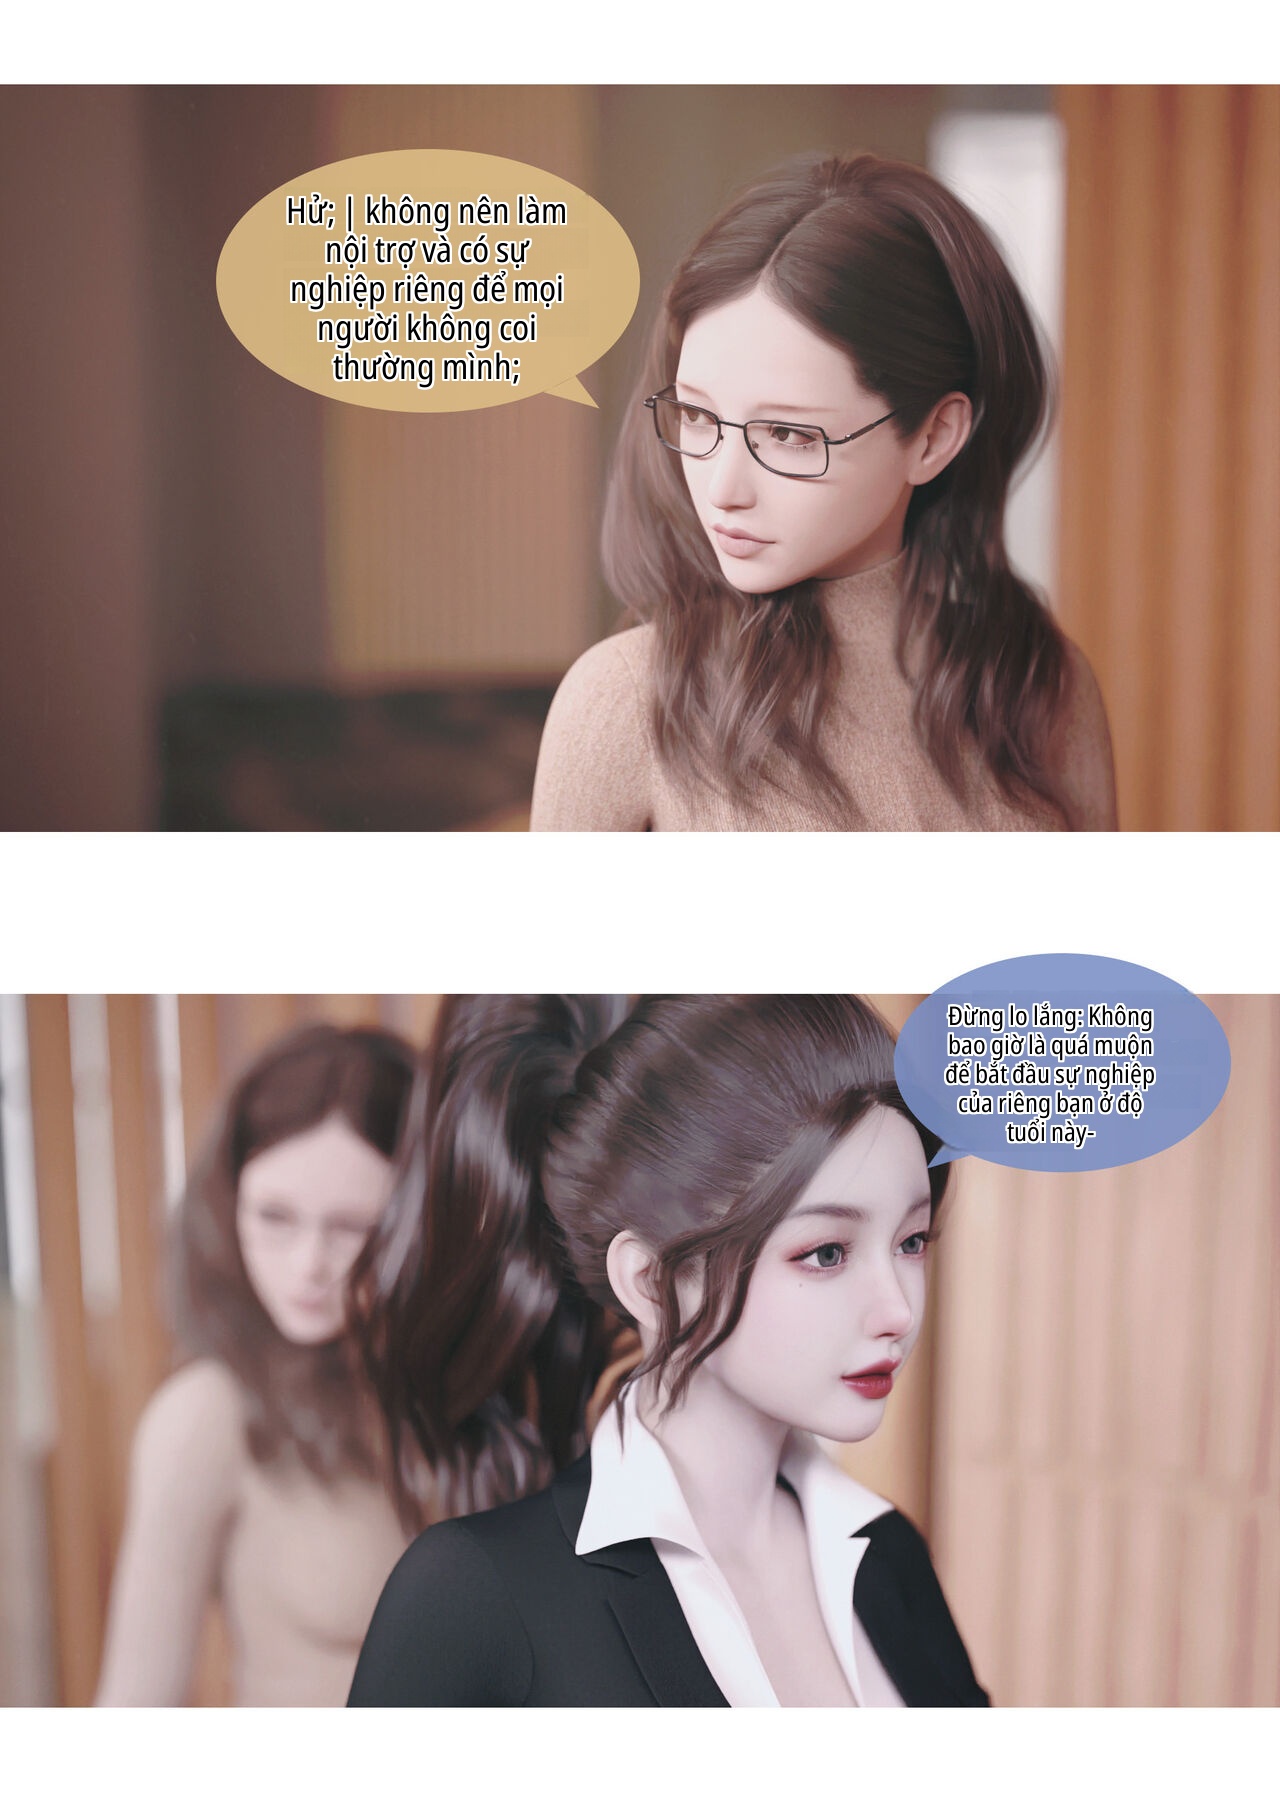 Hử; | không nên làm
nội trợ và có sự
nghiệp riêng để mọi
người không coi
thường mình;
Đừng lo lắng: Không
bao giờ là quá muộn
để bắt đầu sự nghiệp
của riêng bạn ở độ
tuổi này-